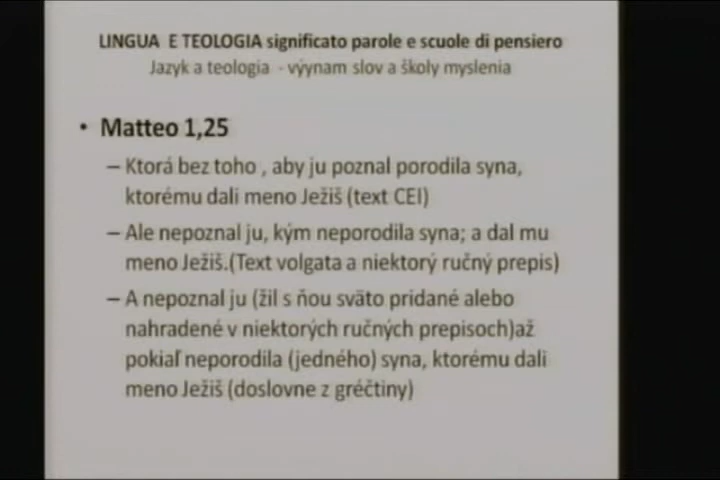 LINGUA E TEOLOGIA significato parole e scuole di pensiero
Jazyk a teologia - výynam slov a školy myslenia
• Matteo 1,25
– Ktorá bez toho , aby ju poznal porodila syna,
ktorému dali meno Ježiš (text CEI)
– Ale nepoznal ju, kým neporodila syna; a dal mu
meno Ježiš.(Text volgata a niektorý ručný prepis)
– A nepoznal ju (žil s ňou sväto pridané alebo
nahradené v niektorých ručných prepisoch)až
pokiaľ neporodila (jedného) syna, ktorému dali
meno Ježiš (doslovne z gréčtiny)